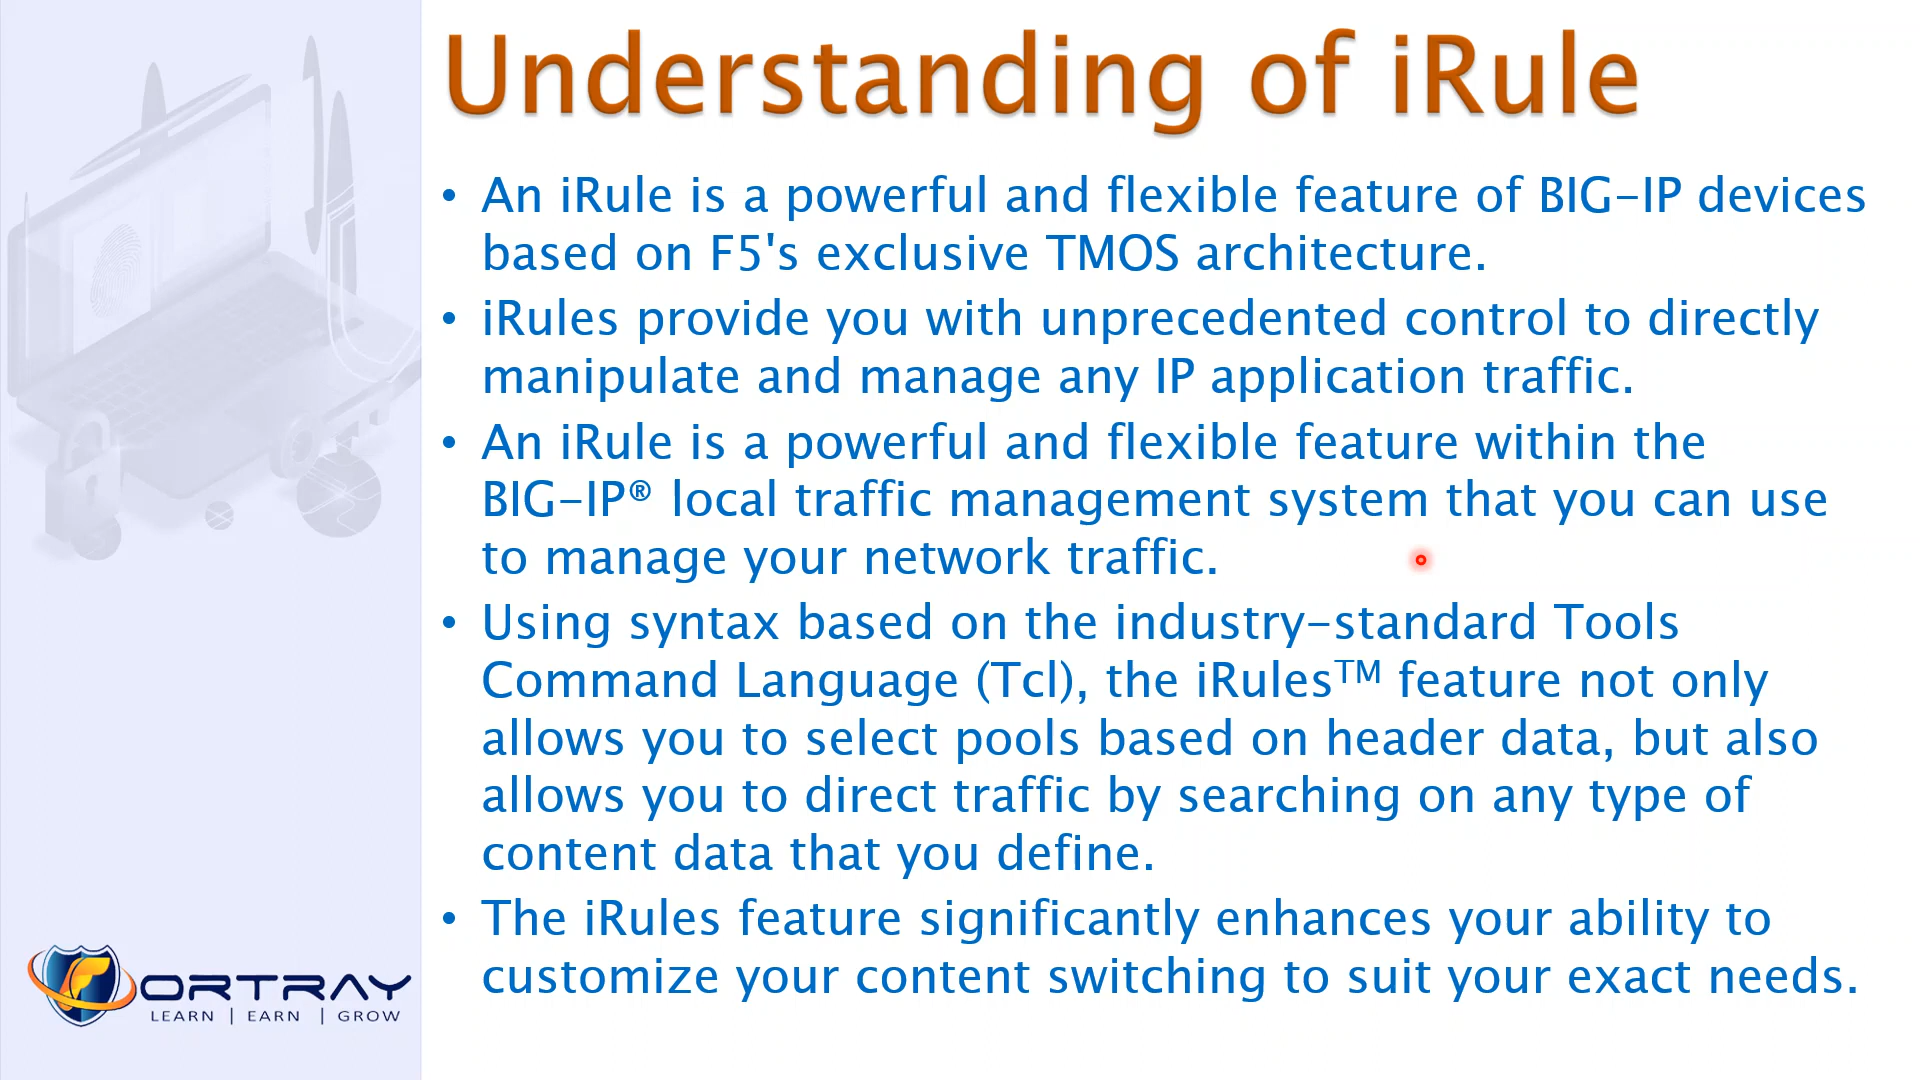 Understanding of iRule
• An iRule is a powerful and flexible feature of BIG-IP devices
based on F5's exclusive TMOS architecture.
• iRules provide you with unprecedented control to directly
manipulate and manage any IP application traffic.
• An iRule is a powerful and flexible feature within the
BIG-IP® local traffic management system that you can use
to manage your network traffic.
• Using syntax based on the industry-standard Tools
Command Language (Tcl), the iRules™ feature not only
allows you to select pools based on header data, but also
allows you to direct traffic by searching on any type of
content data that you define.
• The iRules feature significantly enhances your ability to
customize your content switching to suit your exact needs.
FORTRAY
LEARN | EARN | GROW